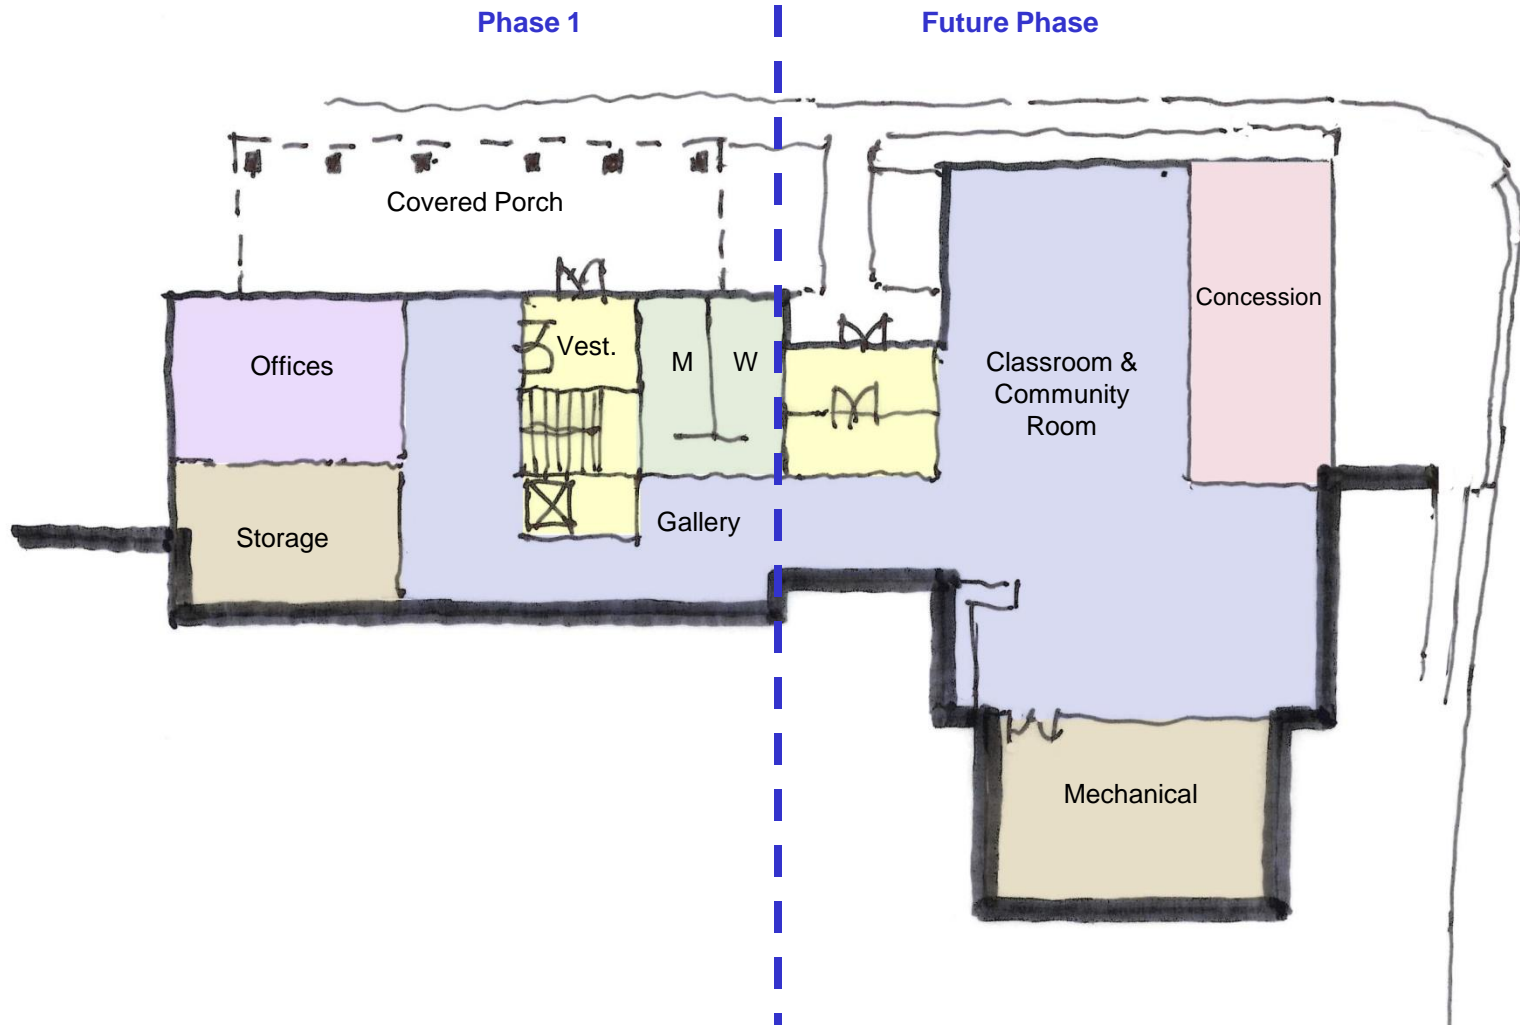 Phase 1
Future Phase
Covered Porch
Offices
Vest.
M
W
Concession
Classroom &
Community
Room
Storage
Gallery
Mechanical